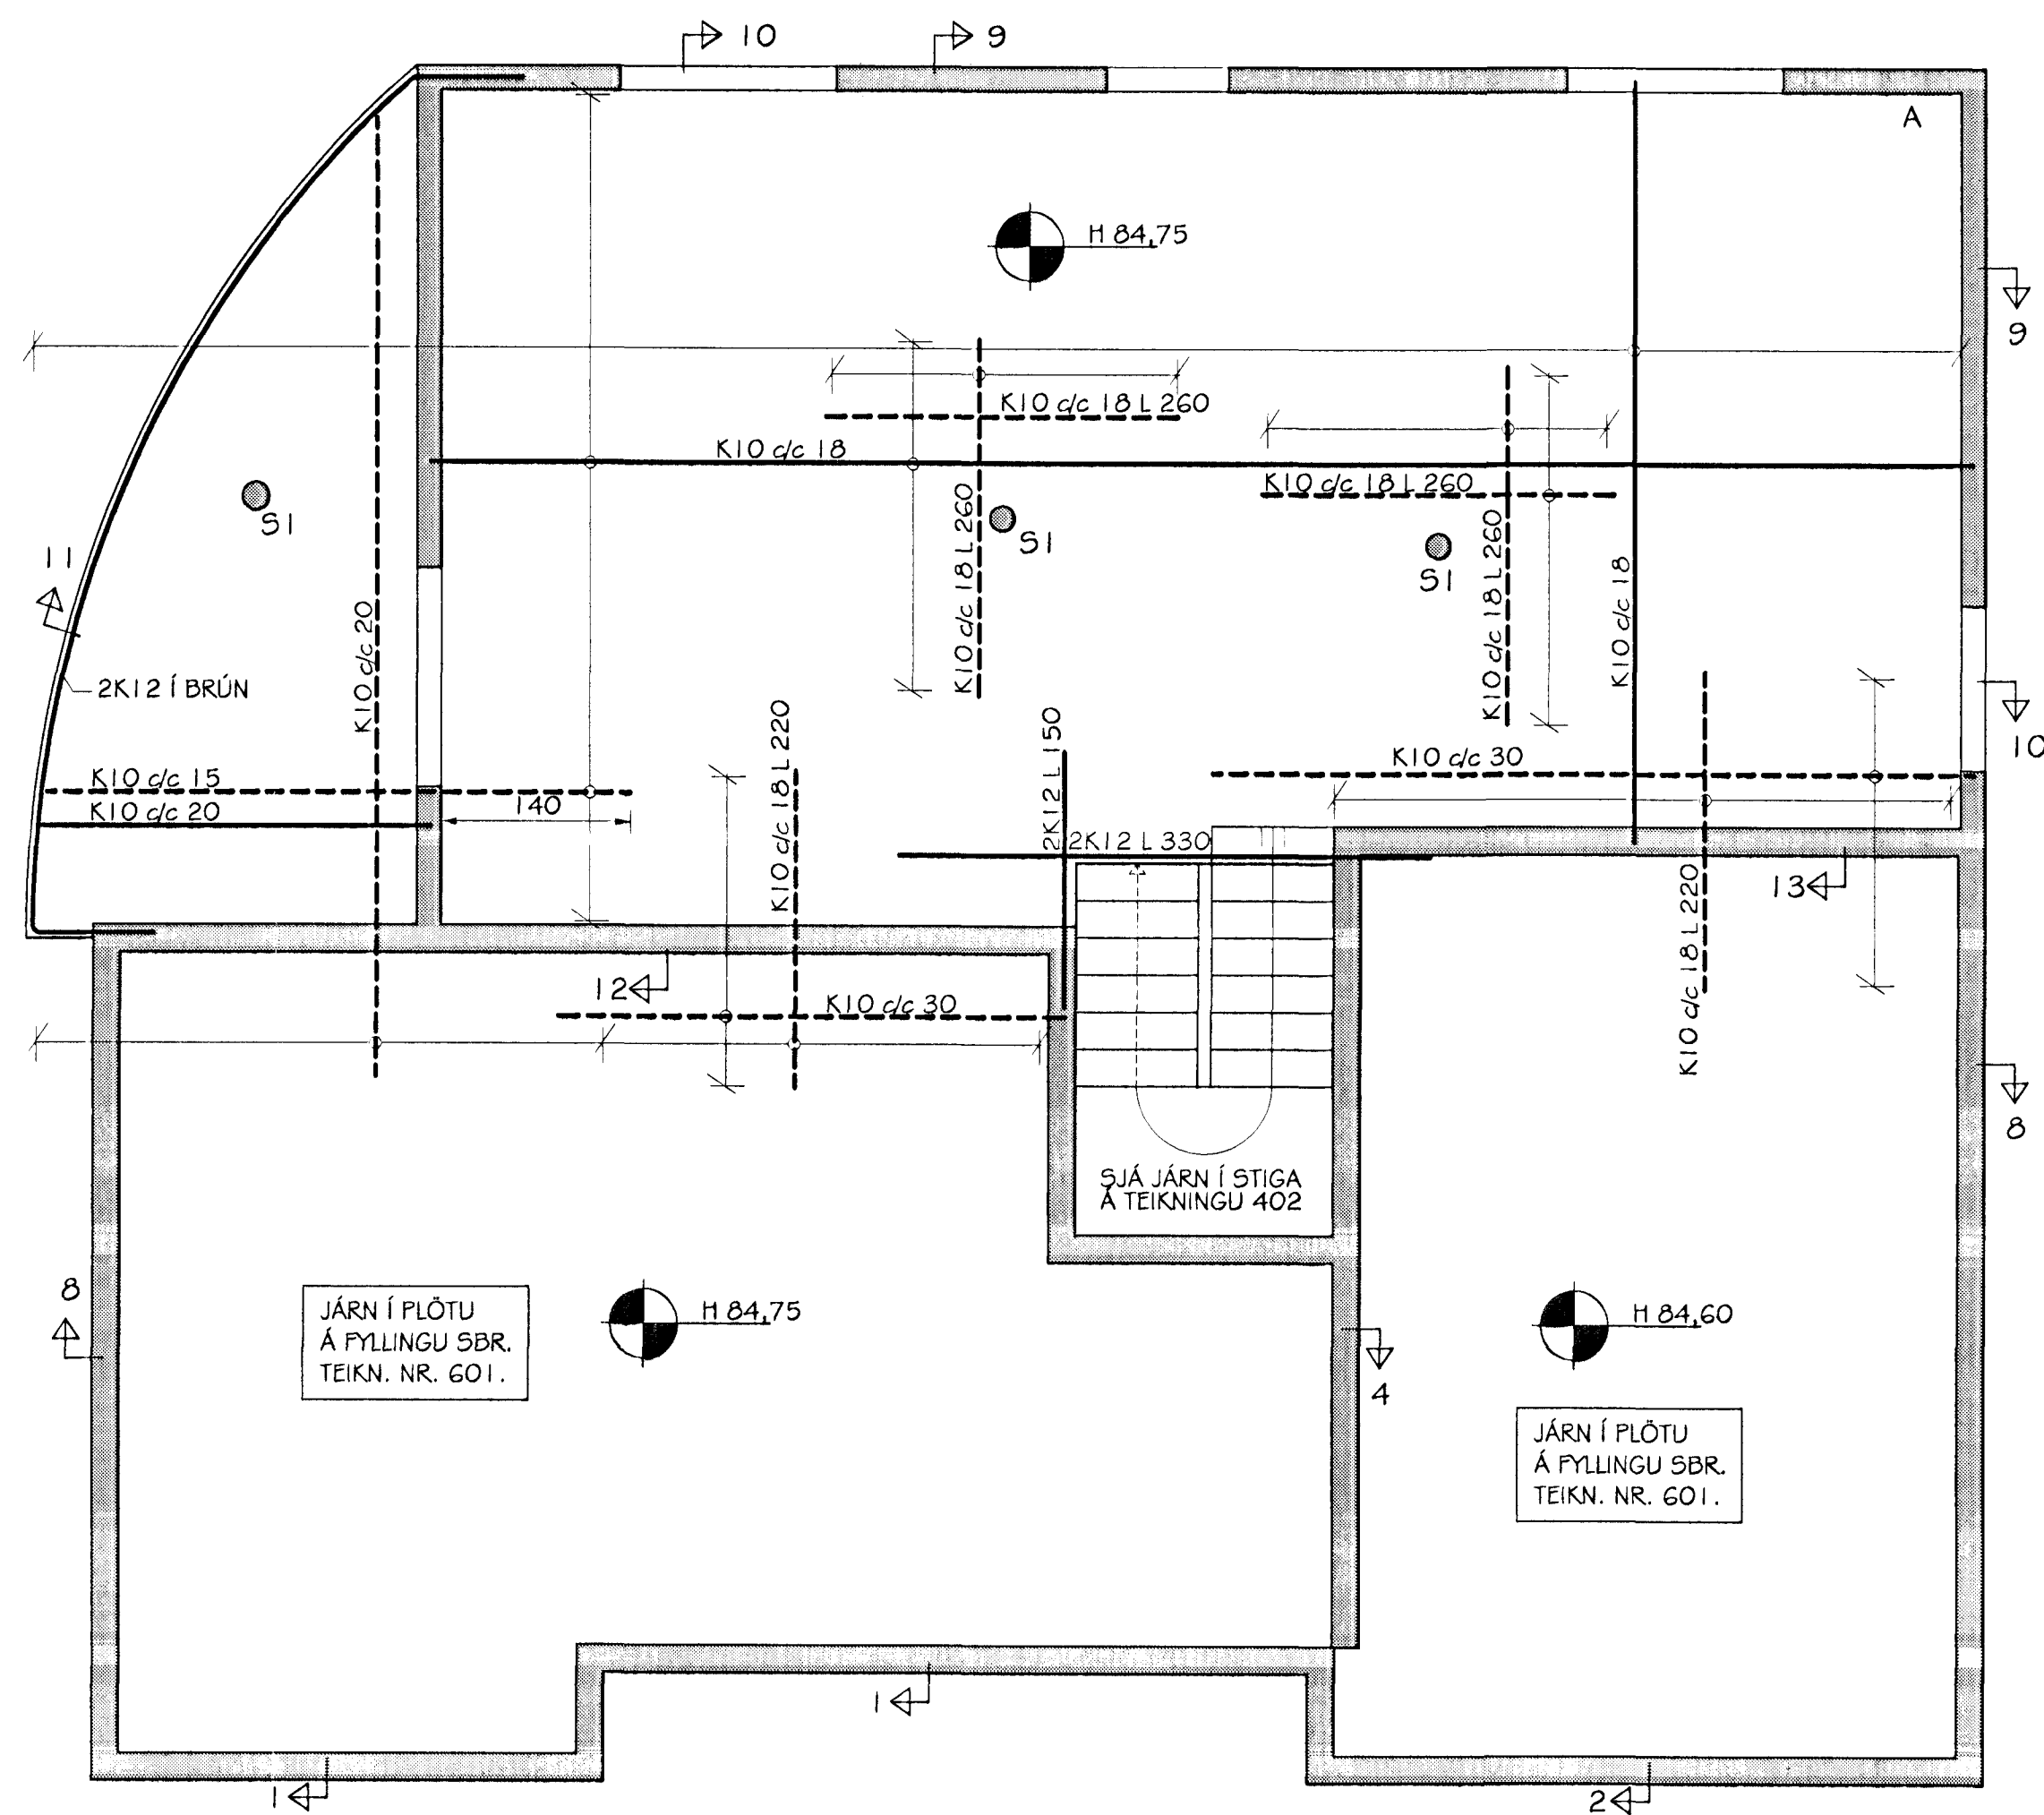 10
9
A
H 84,75
9
K10 c/c 18 L 260
K10 c/c 18
K10 c/c 18 L 260
K10 c/c 18 L 260
K10 c/c 18 L 260
S1
S1
S1
11
K10 c/c 20
K10 c/c 18
2K12 Í BRÚN
10
K10 c/c 15
K10 c/c 20
140
K10 c/c 18 L 220
2K12 L 150
2K12 L 330
K10 c/c 30
13
K10 c/c 18 L 220
12
K10 c/c 30
8
SJÁ JÁRN Í STIGA
Á TEIKNINGU 402
8
JÁRN Í PLÖTU
Á FYLLINGU SBR.
TEIKN. NR. 601.
H 84,75
H 84,60
4
JÁRN Í PLÖTU
Á FYLLINGU SBR.
TEIKN. NR. 601.
1
1
2